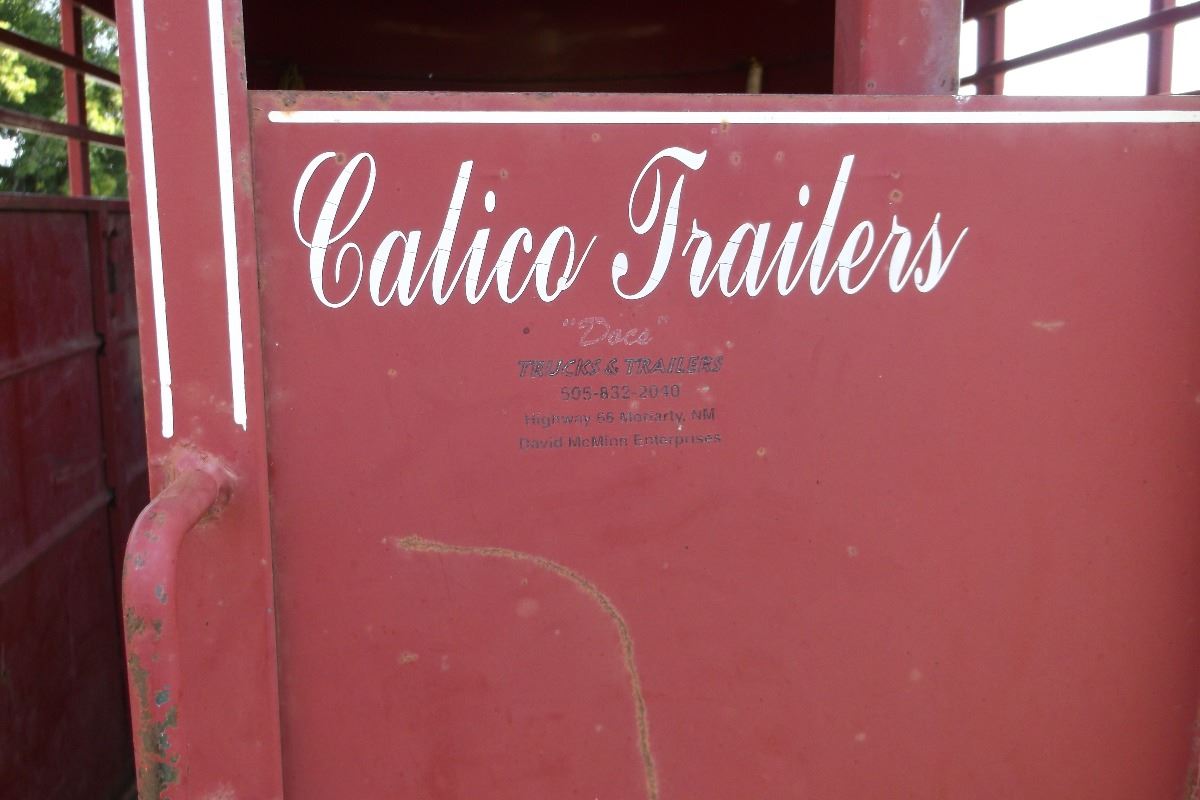 Calico Trailers
"Docs"
TRUCKS & TRAILERS
505-832-2040
Highway 66 Moriarty, NM
David McMinn Enterprises